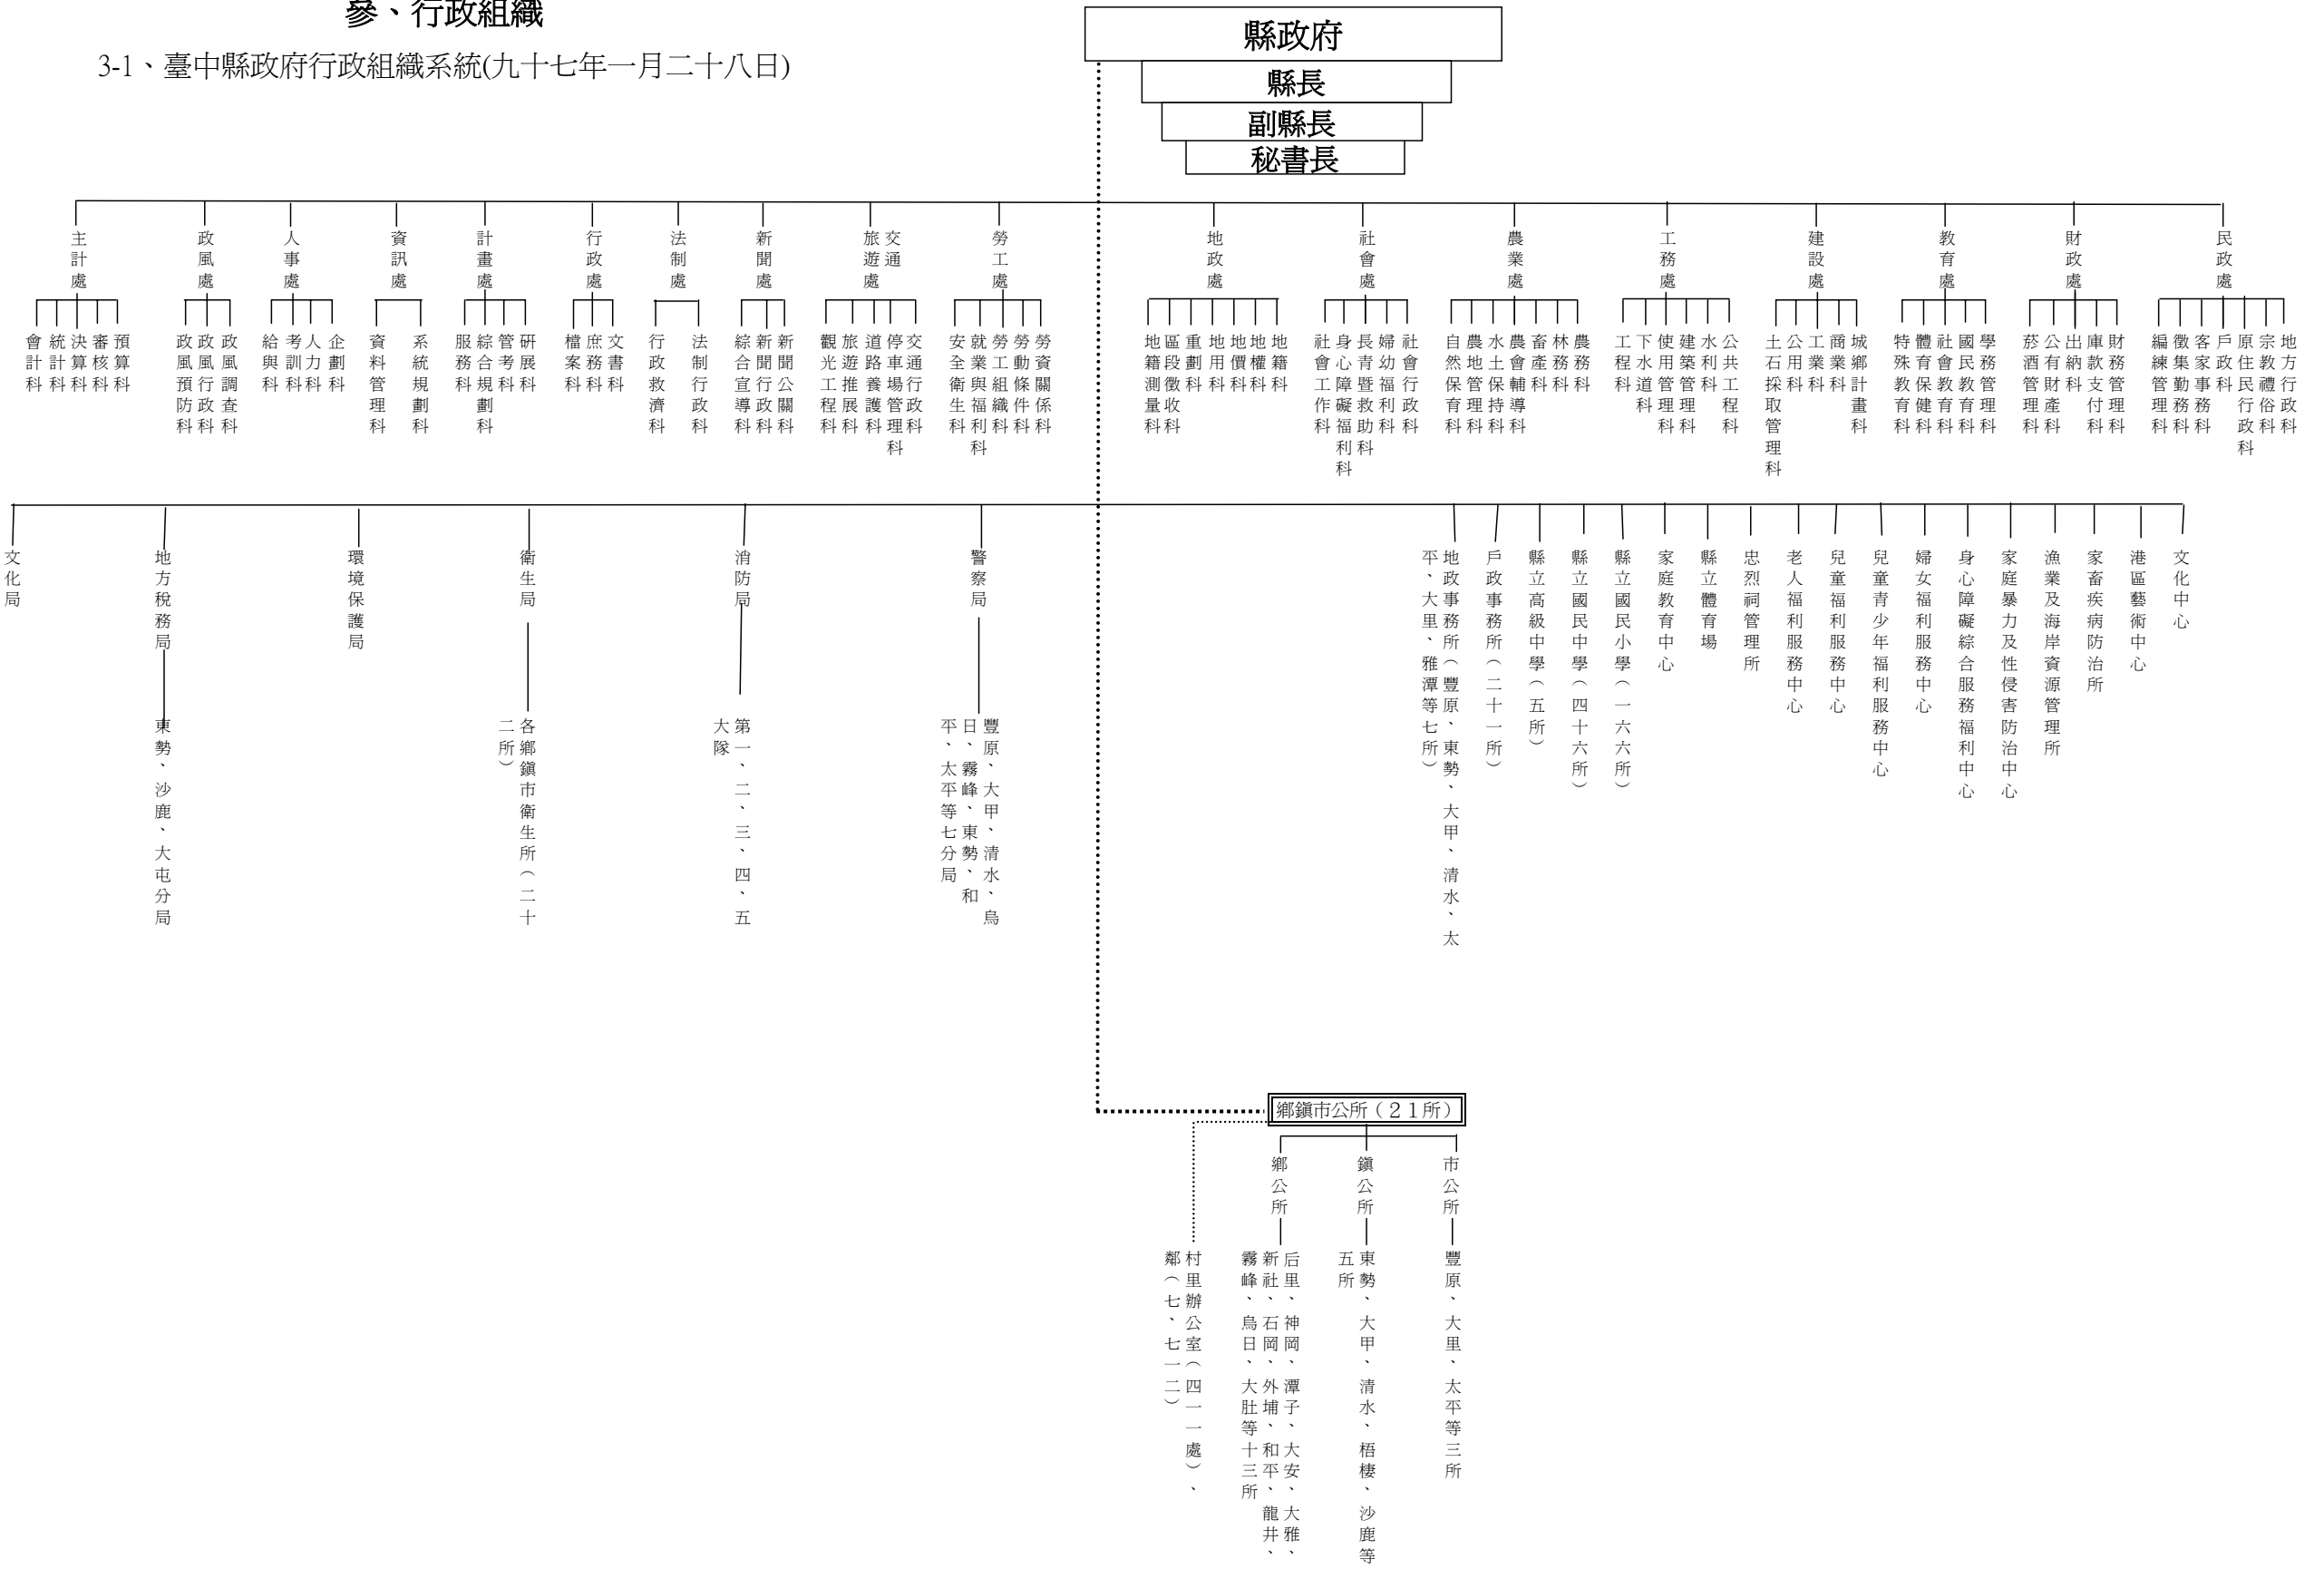 參、行政組織
3-1、臺中縣政府行政組織系統(九十七年一月二十八日)
縣政府
縣長
副縣長
秘書長
民政處
地方行政科
宗教禮俗科
原住民行政科
戶政科
客家事務科
徵集勤務科
編練管理科
財政處
財務管理科
庫款支付科
出納科
公有財產科
菸酒管理科
教育處
學務管理科
國民教育科
社會教育科
體育保健科
特殊教育科
建設處
城鄉計畫科
商業科
工業科
公用科
土石採取管理科
工務處
公共工程科
水利科
建築管理科
使用管理科
下水道科
工程科
農業處
農務科
林務科
畜產科
農會輔導科
水土保持科
農地管理科
自然保育科
社會處
社會行政科
婦幼福利科
長青暨救助科
身心障礙福利科
社會工作科
地政處
地籍科
地權科
地價科
地用科
重劃科
區段徵收科
地籍測量科
勞工處
勞資關係科
勞動條件科
勞工組織科
就業與福利科
安全衛生科
交通
旅遊處
交通行政科
停車場管理科
道路養護科
旅遊推展科
觀光工程科
新聞處
新聞公關科
新聞行政科
綜合宣導科
法制處
法制行政科
行政救濟科
行政處
文書科
庶務科
檔案科
計畫處
研展科
管考科
綜合規劃科
服務科
資訊處
系統規劃科
資料管理科
人事處
企劃科
人力科
考訓科
給與科
政風處
政風調查科
政風行政科
政風預防科
主計處
預算科
審核科
決算科
統計科
會計科
文化中心
港區藝術中心
家畜疾病防治所
漁業及海岸資源管理所
家庭暴力及性侵害防治中心
身心障礙綜合服務福利中心
婦女福利服務中心
兒童青少年福利服務中心
兒童福利服務中心
老人福利服務中心
忠烈祠管理所
縣立體育場
家庭教育中心
縣立國民小學（一六六所）
縣立國民中學（四十六所）
縣立高級中學（五所）
戶政事務所（二十一所）
地政事務所（豐原、東勢、大甲、清水、太
平、大里、雅潭等七所）
警察局
豐原、大甲、清水、烏
日、霧峰、東勢、和
平、太平等七分局
消防局
第一、二、三、四、五
大隊
衛生局
各鄉鎮市衛生所（二十
二所）
環境保護局
地方稅務局
東勢、沙鹿、大屯分局
文化局
鄉鎮市公所（２１所）
市公所
豐原、大里、太平等三所
鎮公所
東勢、大甲、清水、梧棲、沙鹿等
五所
鄉公所
后里、神岡、潭子、大安、大雅、
新社、石岡、外埔、和平、龍井、
霧峰、烏日、大肚等十三所
村里辦公室（四一一處）、
鄰（七、七一二）